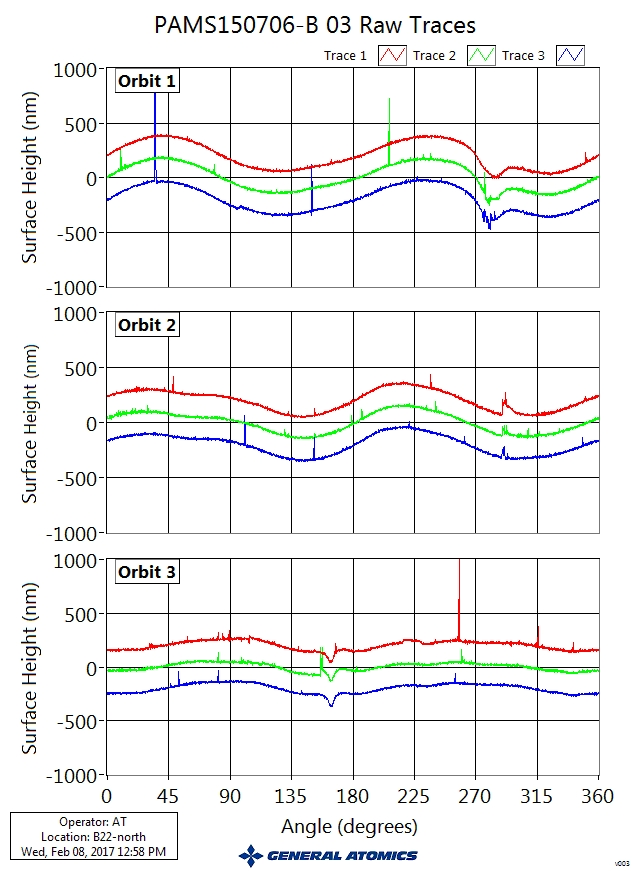 PAMS150706-B 03 Raw Traces
Trace 1 Trace 2 Trace 3
Orbit 1
1000
500
0
-500
-1000
Surface Height (nm)
Orbit 2
1000
500
0
-500
-1000
Surface Height (nm)
Orbit 3
1000
500
0
-500
-1000
Surface Height (nm)
0 45 90 135 180 225 270 315 360
Angle (degrees)
Operator: AT
Location: B22-north
Wed, Feb 08, 2017 12:58 PM
GENERAL ATOMICS
v003